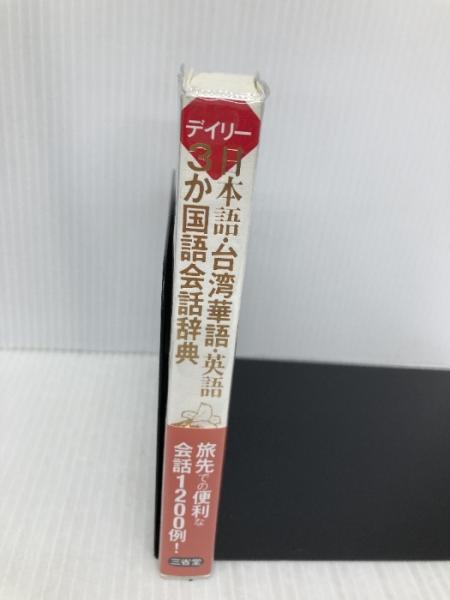 デイリー
日本語・台湾華語・英語
3か国語会話辞典
旅先での便利な
会話1200例!
三省堂